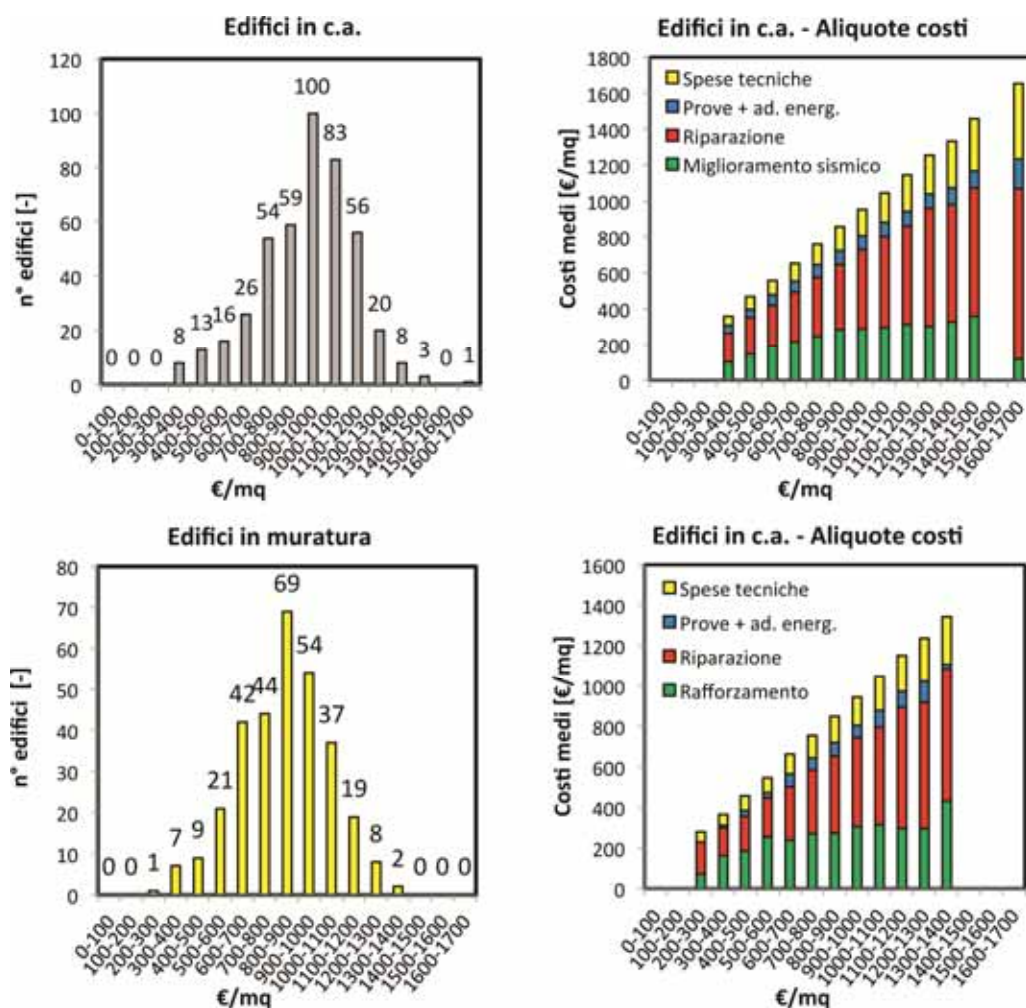 Edifici in c.a.
n° edifici [-]
120
100
80
60
40
20
0
0 0 0 8 13 16 26 54 59 100 83 56 20 8 3 0 1
0-100 100-200 200-300 300-400 400-500 500-600 600-700 700-800 800-900 900-1000 1000-1100 1100-1200 1200-1300 1300-1400 1400-1500 1500-1600 1600-1700
€/mq
Edifici in c.a. - Aliquote costi
Costi medi [€/mq]
1800
1600
1400
1200
1000
800
600
400
200
0
Spese tecniche
Prove + ad. energ.
Riparazione
Miglioramento sismico
0-100 100-200 200-300 300-400 400-500 500-600 600-700 700-800 800-900 900-1000 1000-1100 1100-1200 1200-1300 1300-1400 1400-1500 1500-1600 1600-1700
€/mq
Edifici in muratura
n° edifici [-]
80
70
60
50
40
30
20
10
0
0 0 1 7 9 21 42 44 69 54 37 19 8 2 0 0 0
0-100 100-200 200-300 300-400 400-500 500-600 600-700 700-800 800-900 900-1000 1000-1100 1100-1200 1200-1300 1300-1400 1400-1500 1500-1600 1600-1700
€/mq
Edifici in c.a. - Aliquote costi
Costi medi [€/mq]
1600
1400
1200
1000
800
600
400
200
0
Spese tecniche
Prove + ad. energ.
Riparazione
Rafforzamento
0-100 100-200 200-300 300-400 400-500 500-600 600-700 700-800 800-900 900-1000 1000-1100 1100-1200 1200-1300 1300-1400 1400-1500 1500-1600 1600-1700
€/mq